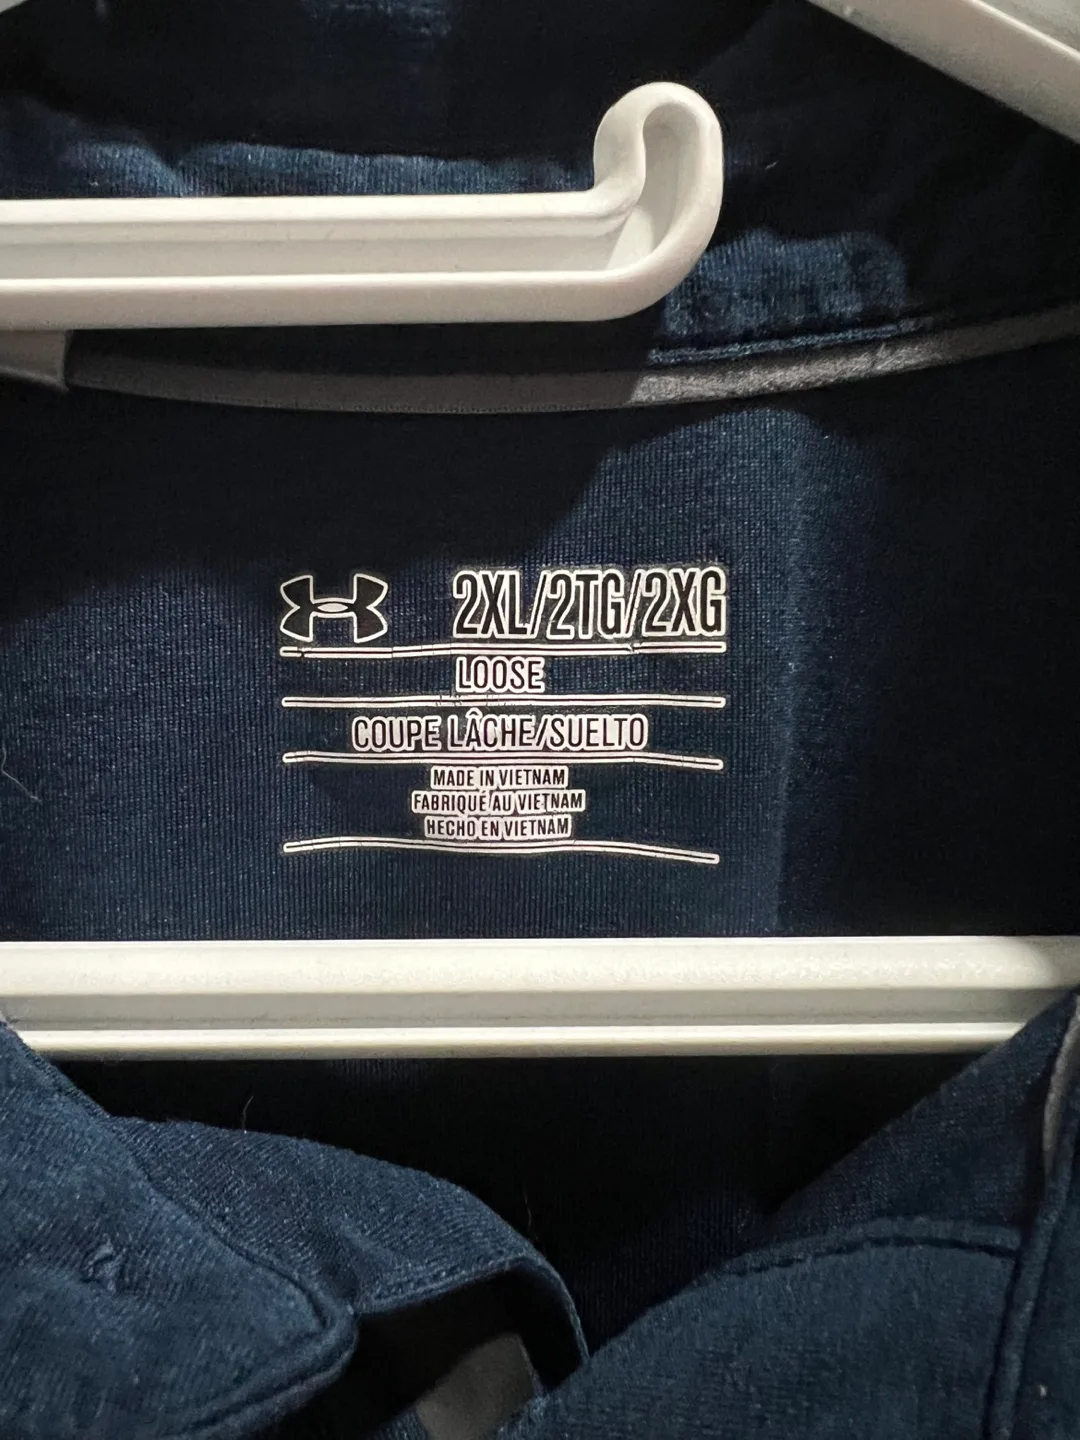 2XL/2TG/2XG
LOOSE
COUPE LÂCHE/SUELTO
MADE IN VIETNAM
FABRIQUÉ AU VIETNAM
HECHO EN VIETNAM